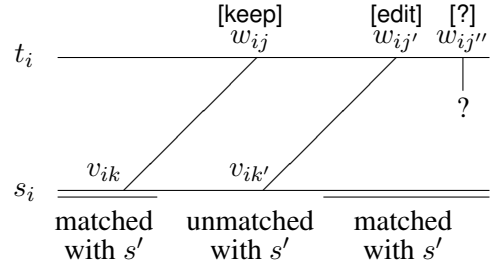 [keep] [edit] [?]
w_{ij} w_{ij'} w_{ij''}
t_i
?
v_{ik} v_{ik'}
s_i
matched unmatched matched
with s' with s' with s'